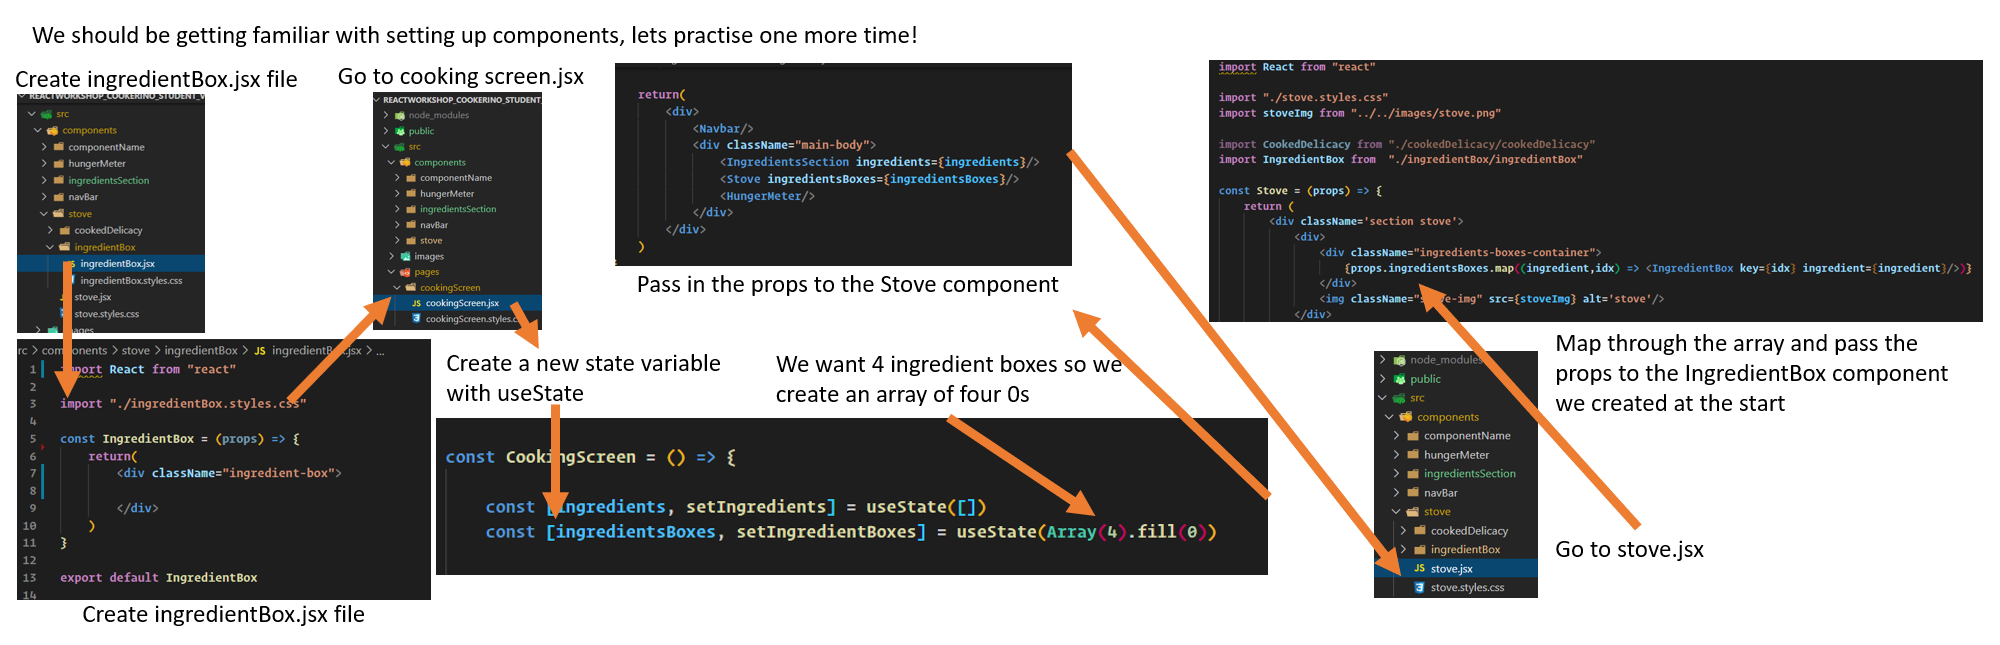 We should be getting familiar with setting up components, lets practise one more time!
Create ingredientBox.jsx file
REACTWORKSHOP_COOKERINO_STUDENT_V
src
components
componentName
hungerMeter
ingredientsSection
navBar
stove
cookedDelicacy
ingredientBox
ingredientBox.jsx
ingredientBox.styles.css
stove.jsx
stove.styles.css
pages
rc > components > stove > ingredientBox > JS ingredientBox.jsx > ...
1 import React from "react"
2
3 import "./ingredientBox.styles.css"
4
5 const IngredientBox = (props) => {
6 return(
7 <div className="ingredient-box">
8
9 </div>
10 )
11 }
12
13 export default IngredientBox
14
Create ingredientBox.jsx file
Go to cooking screen.jsx
REACTWORKSHOP_COOKERINO_STUDENT_
node_modules
public
src
components
componentName
hungerMeter
ingredientsSection
navBar
stove
images
pages
cookingScreen
JS cookingScreen.jsx
cookingScreen.styles.c
Create a new state variable
with useState
We want 4 ingredient boxes so we
create an array of four 0s
const CookingScreen = () => {
const [ingredients, setIngredients] = useState([])
const [ingredientsBoxes, setIngredientBoxes] = useState(Array(4).fill(0))
return(
<div>
<Navbar/>
<div className="main-body">
<IngredientsSection ingredients={ingredients}/>
<Stove ingredientsBoxes={ingredientsBoxes}/>
<HungerMeter/>
</div>
</div>
)
Pass in the props to the Stove component
import React from "react"
import "./stove.styles.css"
import stoveImg from "../../images/stove.png"
import CookedDelicacy from "./cookedDelicacy/cookedDelicacy"
import IngredientBox from "./ingredientBox/ingredientBox"
const Stove = (props) => {
return (
<div className='section stove'>
<div>
<div className="ingredients-boxes-container">
{props.ingredientsBoxes.map((ingredient,idx) => <IngredientBox key={idx} ingredient={ingredient}/>)}
</div>
<img className="stove-img" src={stoveImg} alt='stove'/>
</div>
node_modules
public
src
components
componentName
hungerMeter
ingredientsSection
navBar
stove
cookedDelicacy
ingredientBox
JS stove.jsx
stove.styles.css
Map through the array and pass the
props to the IngredientBox component
we created at the start
Go to stove.jsx